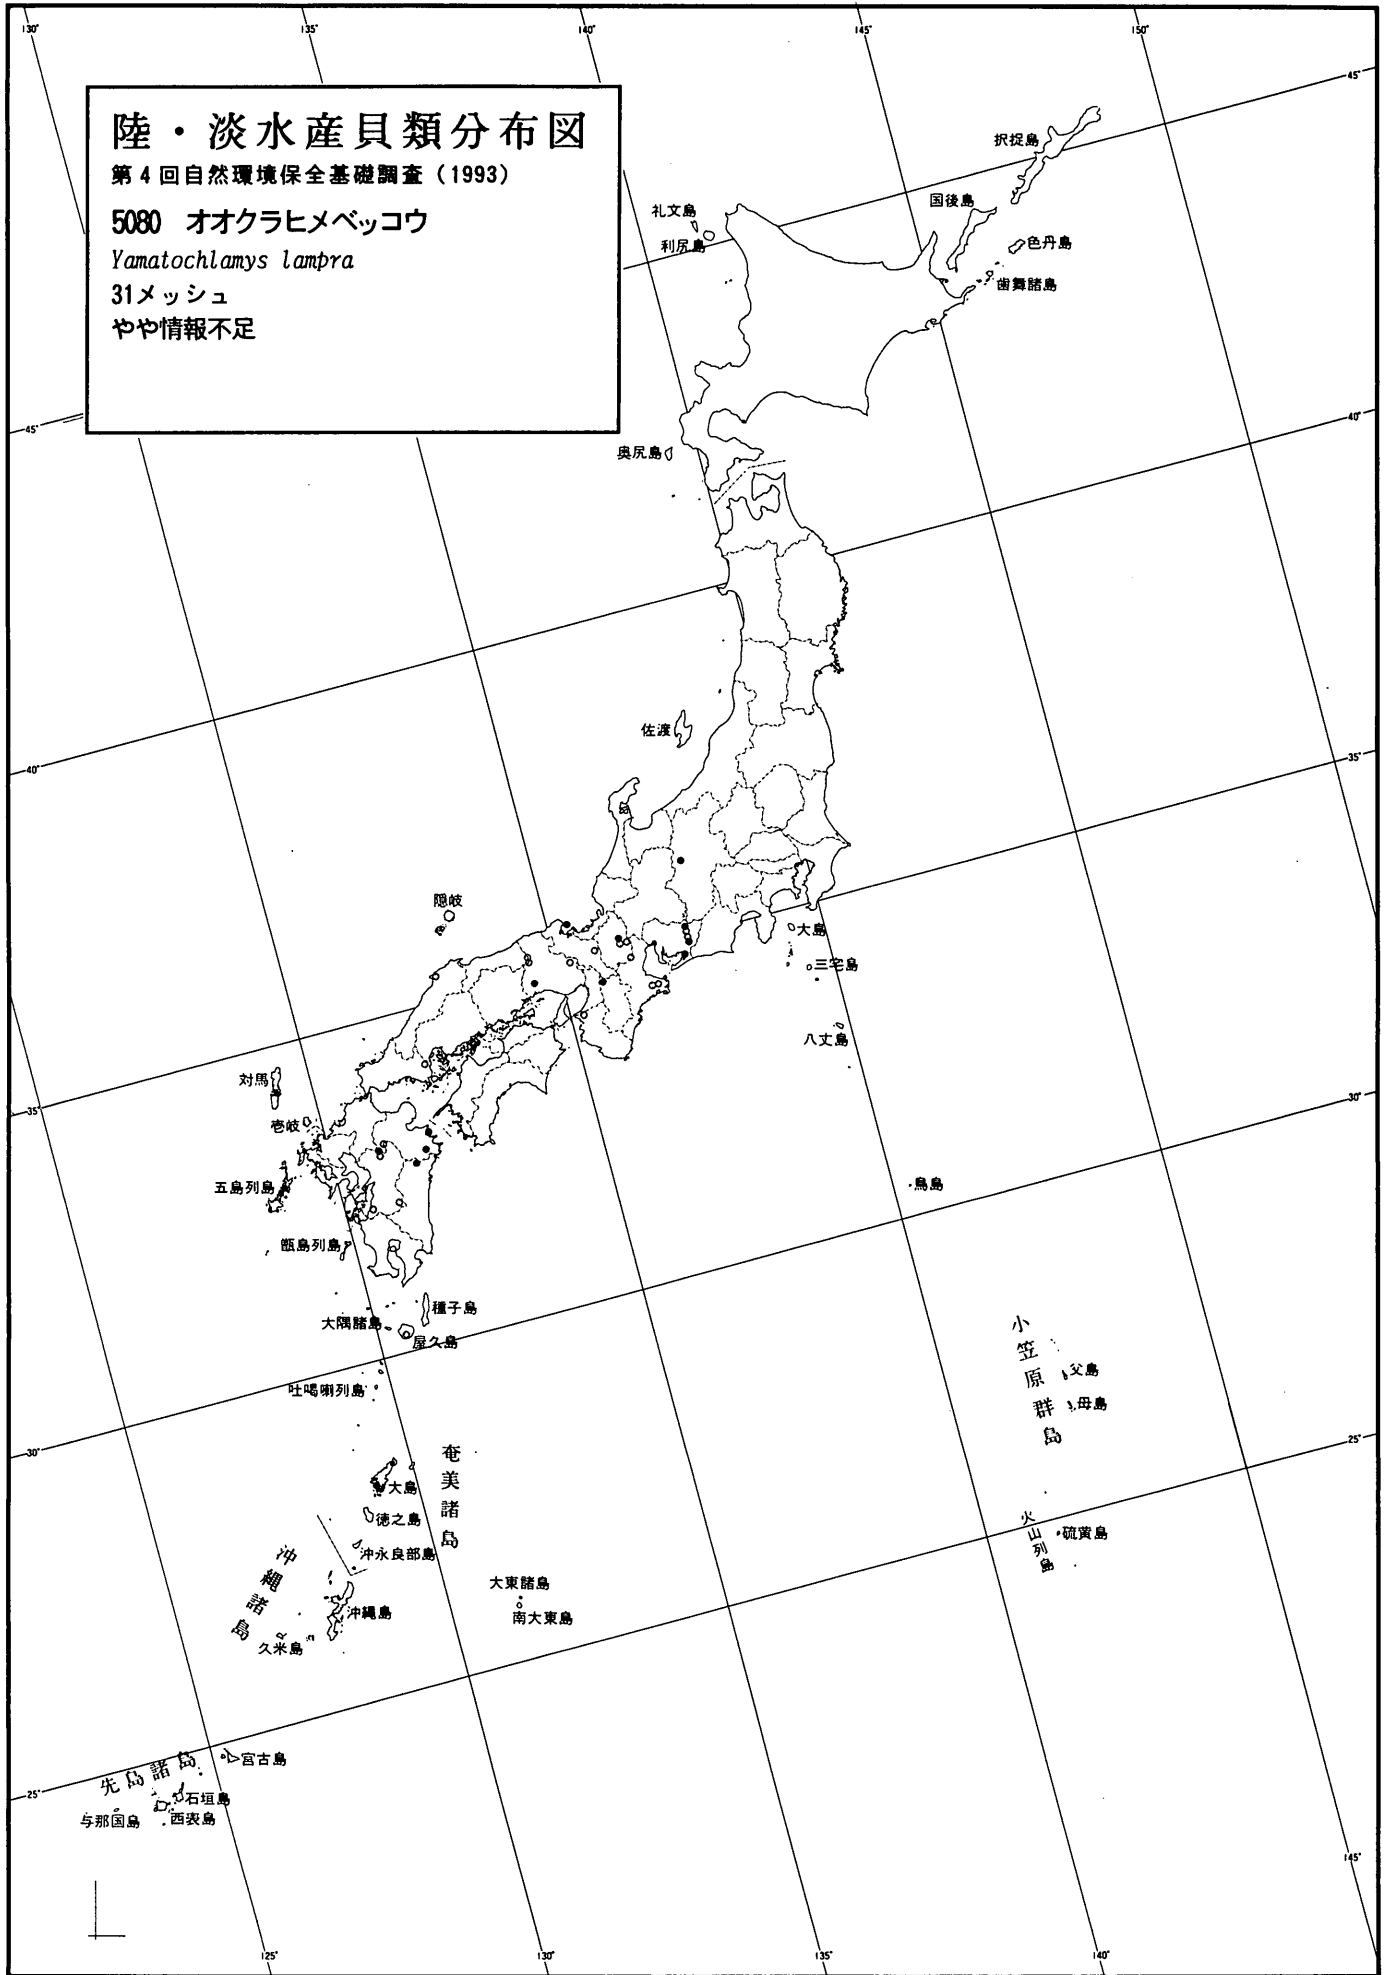 130°
135°
140°
145°
150°
45°
陸・淡水産貝類分布図
第4回自然環境保全基礎調査（1993）
5080 オオクラヒメベッコウ
Yamatochlamys lampra
31メッシュ
やや情報不足
択捉島
国後島
礼文島
利尻島
色丹島
歯舞諸島
45°
40°
奥尻島
佐渡
40°
35°
隠岐
大島
三宅島
八丈島
対馬
35°
30°
壱岐
五島列島
鳥島
甑島列島
種子島
大隅諸島
屋久島
吐噶喇列島
小笠原群島
父島
母島
30°
25°
奄美諸島
大島
徳之島
沖永良部島
火山列島
硫黄島
沖縄諸島
沖縄島
久米島
大東諸島
南大東島
先島諸島
宮古島
石垣島
与那国島
西表島
25°
145°
125°
130°
135°
140°